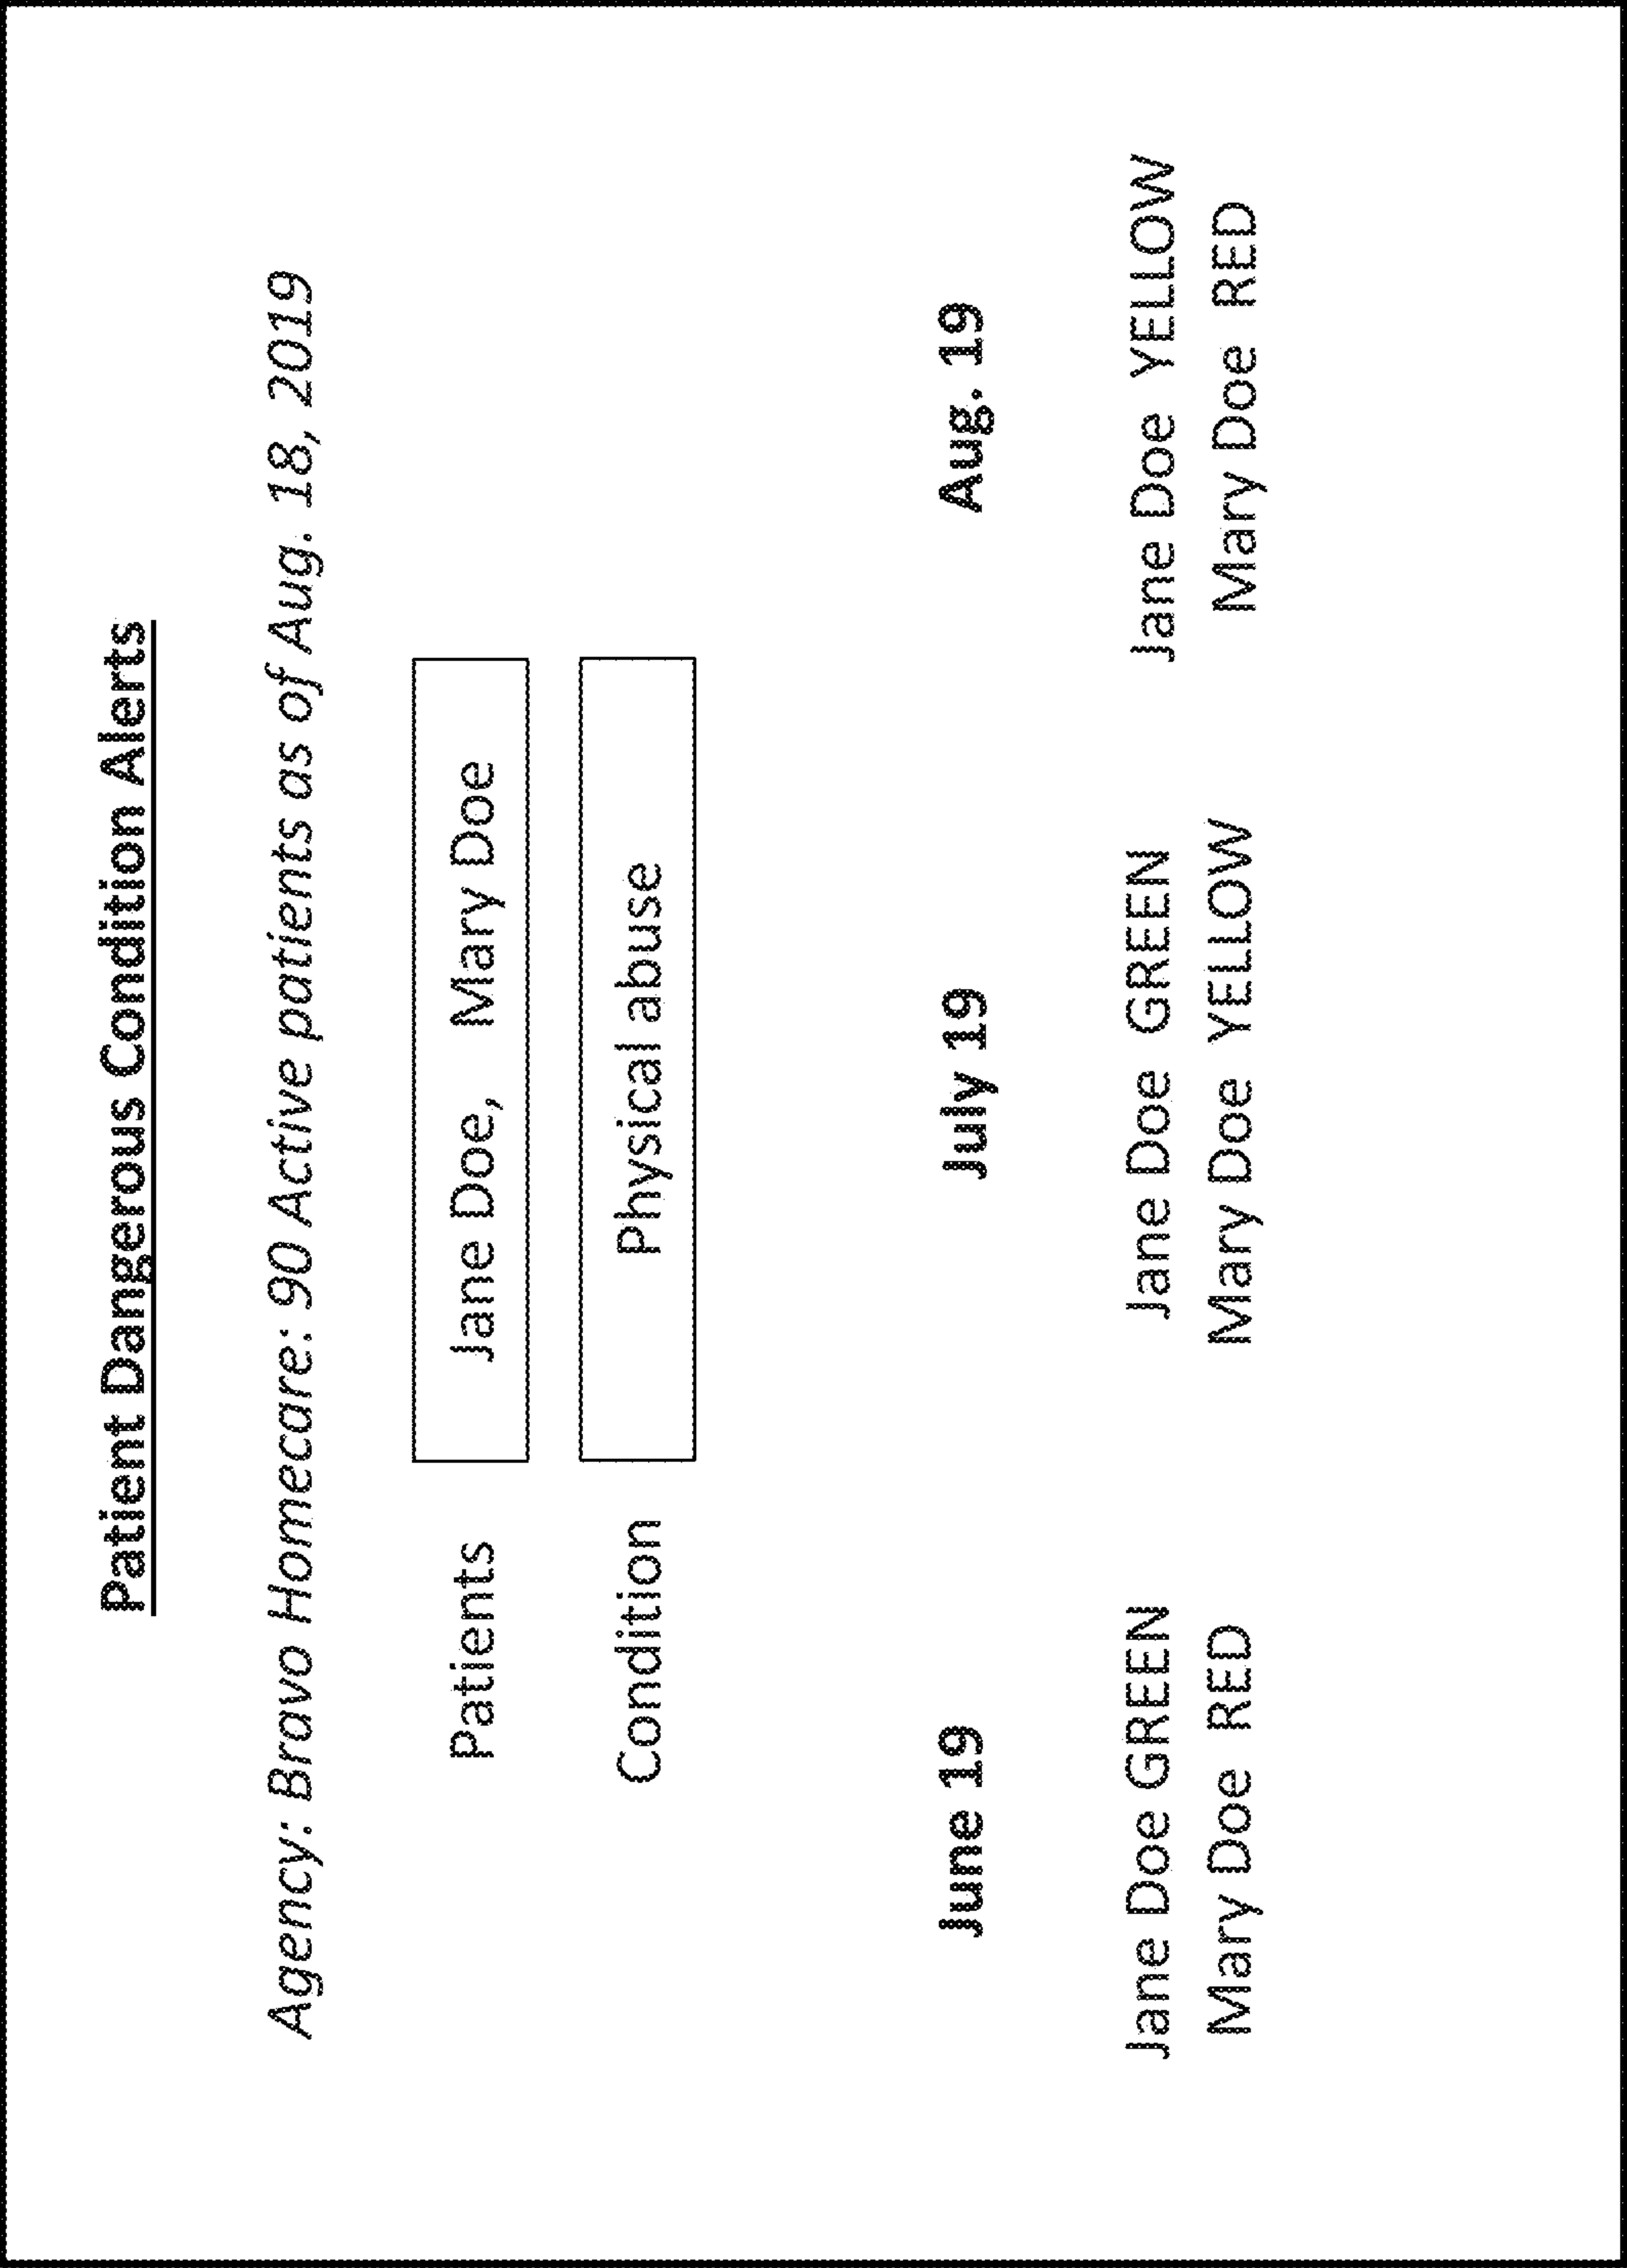 Patient Dangerous Condition Alerts
Agency: Bravo Homecare: 90 Active patients as of Aug. 18, 2019
Patients Jane Doe, Mary Doe
Condition Physical abuse
June 19 July 19 Aug. 19
Jane Doe GREEN Jane Doe GREEN Jane Doe YELLOW
Mary Doe RED Mary Doe YELLOW Mary Doe RED